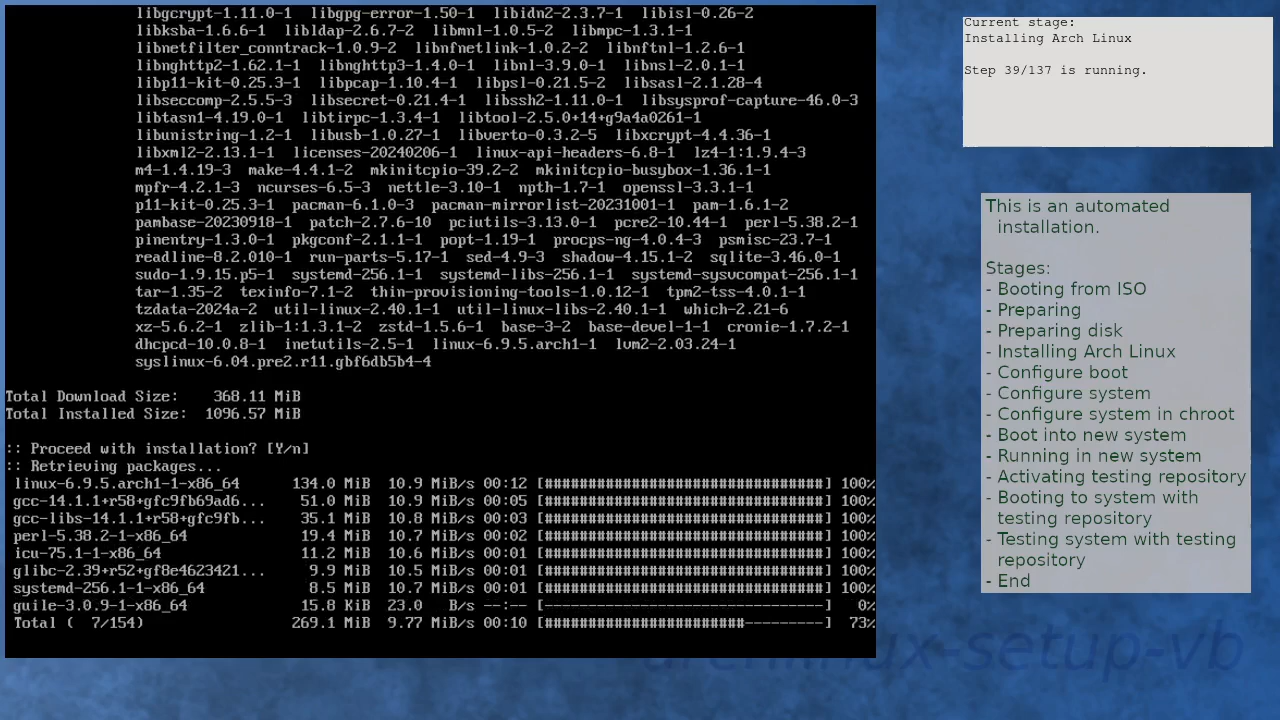 libgcrypt-1.11.0-1  libgpg-error-1.50-1  libidn2-2.3.7-1  libisl-0.26-2
libksba-1.6.6-1  libldap-2.6.7-2  libmnl-1.0.5-2  libmpc-1.3.1-1
libnetfilter_conntrack-1.0.9-2  libnfnetlink-1.0.2-2  libnftnl-1.2.6-1
libnghttp2-1.62.1-1  libnghttp3-1.4.0-1  libnl-3.9.0-1  libnsl-2.0.1-1
libp11-kit-0.25.3-1  libpcap-1.10.4-1  libpsl-0.21.5-2  libsasl-2.1.28-4
libseccomp-2.5.5-3  libsecret-0.21.4-1  libssh2-1.11.0-1  libsysprof-capture-46.0-3
libtasn1-4.19.0-1  libtirpc-1.3.4-1  libtool-2.5.0+14+g9a4a0261-1
libunistring-1.2-1  libusb-1.0.27-1  libverto-0.3.2-5  libxcrypt-4.4.36-1
libxml2-2.13.1-1  licenses-20240206-1  linux-api-headers-6.8-1  lz4-1:1.9.4-3
m4-1.4.19-3  make-4.4.1-2  mkinitcpio-39.2-2  mkinitcpio-busybox-1.36.1-1
mpfr-4.2.1-3  ncurses-6.5-3  nettle-3.10-1  npth-1.7-1  openssl-3.3.1-1
p11-kit-0.25.3-1  pacman-6.1.0-3  pacman-mirrorlist-20231001-1  pam-1.6.1-2
pambase-20230918-1  patch-2.7.6-10  pciutils-3.13.0-1  pcre2-10.44-1  perl-5.38.2-1
pinentry-1.3.0-1  pkgconf-2.1.1-1  popt-1.19-1  procps-ng-4.0.4-3  psmisc-23.7-1
readline-8.2.010-1  run-parts-5.17-1  sed-4.9-3  shadow-4.15.1-2  sqlite-3.46.0-1
sudo-1.9.15.p5-1  systemd-256.1-1  systemd-libs-256.1-1  systemd-sysvcompat-256.1-1
tar-1.35-2  texinfo-7.1-2  thin-provisioning-tools-1.0.12-1  tpm2-tss-4.0.1-1
tzdata-2024a-2  util-linux-2.40.1-1  util-linux-libs-2.40.1-1  which-2.21-6
xz-5.6.2-1  zlib-1:1.3.1-2  zstd-1.5.6-1  base-3-2  base-devel-1-1  cronie-1.7.2-1
dhcpcd-10.0.8-1  inetutils-2.5-1  linux-6.9.5.arch1-1  lvm2-2.03.24-1
syslinux-6.04.pre2.r11.gbf6db5b4-4
Total Download Size:    368.11 MiB
Total Installed Size:  1096.57 MiB
:: Proceed with installation? [Y/n]
:: Retrieving packages...
linux-6.9.5.arch1-1-x86_64      134.0 MiB  10.9 MiB/s 00:12 [################################] 100%
gcc-14.1.1+r58+gfc9fb69ad6...    51.0 MiB  10.9 MiB/s 00:05 [################################] 100%
gcc-libs-14.1.1+r58+gfc9fb...    35.1 MiB  10.8 MiB/s 00:03 [################################] 100%
perl-5.38.2-1-x86_64             19.4 MiB  10.7 MiB/s 00:02 [################################] 100%
icu-75.1-1-x86_64                11.2 MiB  10.6 MiB/s 00:01 [################################] 100%
glibc-2.39+r52+gf8e4623421...     9.9 MiB  10.5 MiB/s 00:01 [################################] 100%
systemd-256.1-1-x86_64            8.5 MiB  10.7 MiB/s 00:01 [################################] 100%
guile-3.0.9-1-x86_64             15.8 KiB  23.0   B/s --:-- [--------------------------------]   0%
Total (  7/154)                 269.1 MiB  9.77 MiB/s 00:10 [#######################---------]  73%
Current stage:
Installing Arch Linux
Step 39/137 is running.
This is an automated
installation.
Stages:
- Booting from ISO
- Preparing
- Preparing disk
- Installing Arch Linux
- Configure boot
- Configure system
- Configure system in chroot
- Boot into new system
- Running in new system
- Activating testing repository
- Booting to system with
testing repository
- Testing system with testing
repository
- End
archlinux-setup-vb